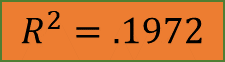 R² = .1972